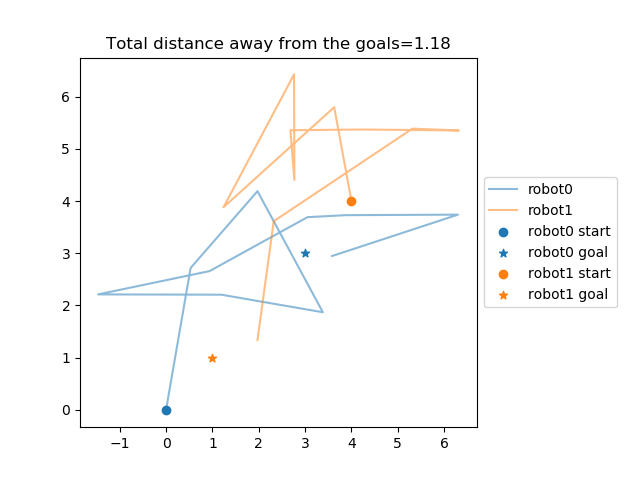 Total distance away from the goals=1.18
6
5
4
3
2
1
0
−1 0 1 2 3 4 5 6
robot0
robot1
robot0 start
robot0 goal
robot1 start
robot1 goal